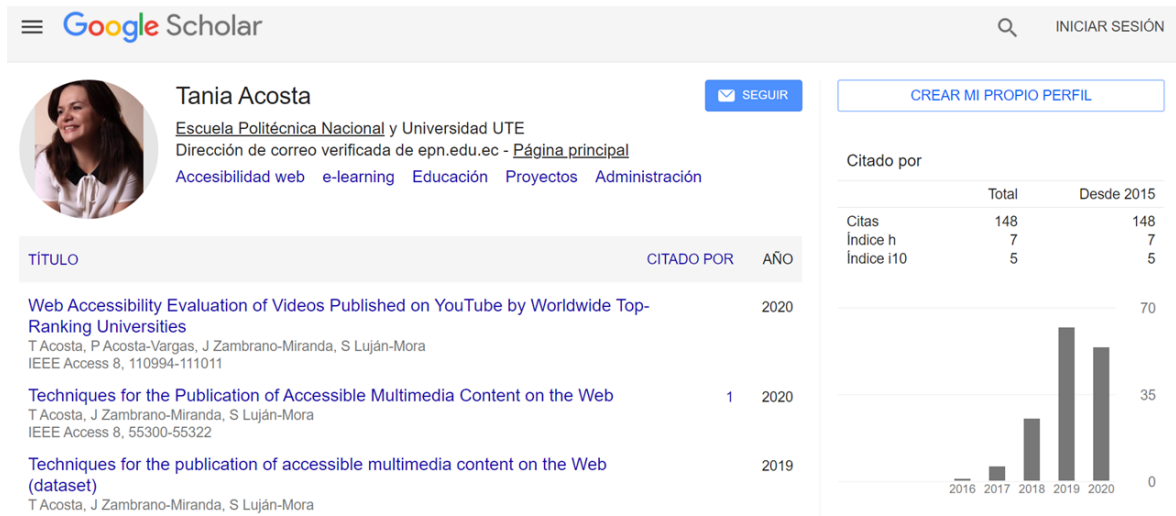 Google Scholar
INICIAR SESIÓN
Tania Acosta
SEGUIR
Escuela Politécnica Nacional y Universidad UTE
Dirección de correo verificada de epn.edu.ec - Página principal
Accesibilidad web e-learning Educación Proyectos Administración
TÍTULO CITADO POR AÑO
Web Accessibility Evaluation of Videos Published on YouTube by Worldwide Top-
Ranking Universities
2020
T Acosta, P Acosta-Vargas, J Zambrano-Miranda, S Luján-Mora
IEEE Access 8, 110994-111011
Techniques for the Publication of Accessible Multimedia Content on the Web 1 2020
T Acosta, J Zambrano-Miranda, S Luján-Mora
IEEE Access 8, 55300-55322
Techniques for the publication of accessible multimedia content on the Web
(dataset)
2019
T Acosta, J Zambrano-Miranda, S Luján-Mora
CREAR MI PROPIO PERFIL
Citado por
Total Desde 2015
Citas 148 148
Índice h 7 7
Índice i10 5 5
70
35
0
2016 2017 2018 2019 2020